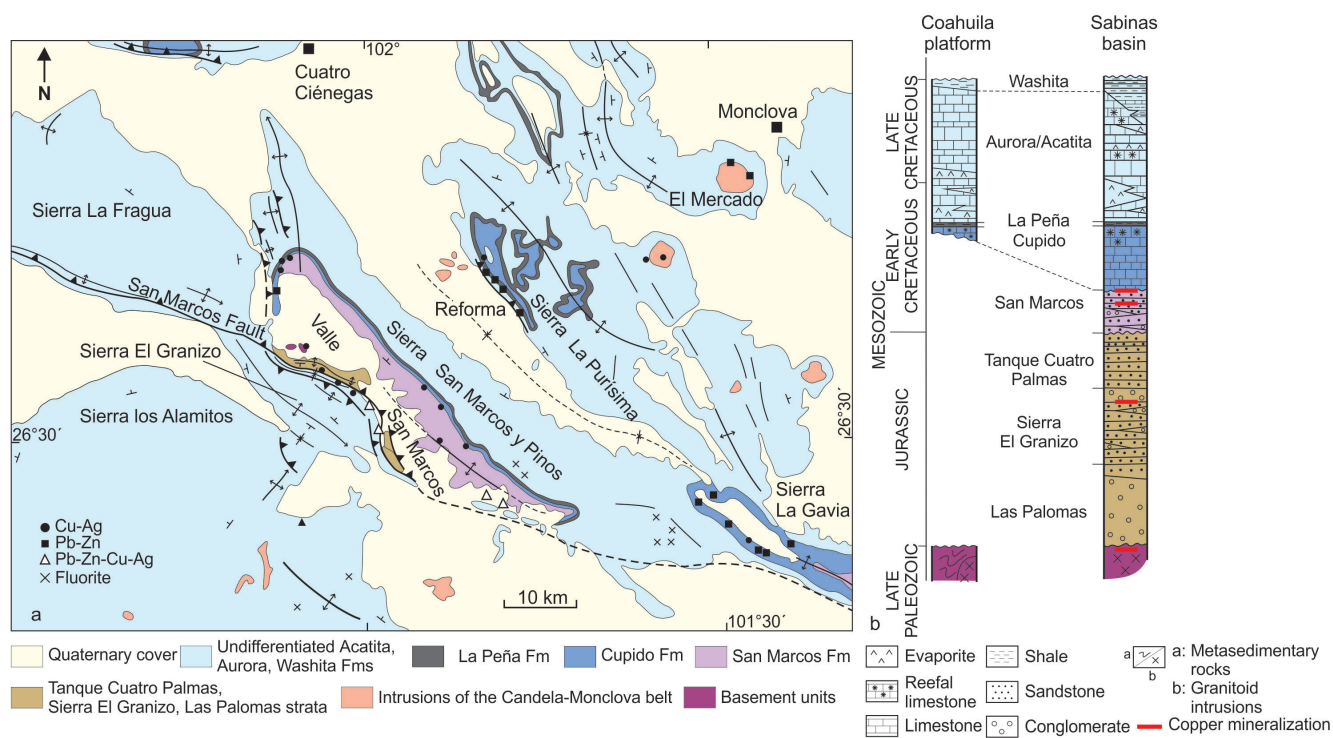 N
102°
Cuatro
Ciénegas
Monclova
El Mercado
Sierra La Fragua
San Marcos Fault
Valle
San Marcos
Sierra
San Marcos y Pinos
Reforma
Sierra
La Purisima
Sierra El Granizo
Sierra los Alamitos
26°30´
26°30´
Sierra
La Gavia
Cu-Ag
Pb-Zn
Pb-Zn-Cu-Ag
Fluorite
10 km
101°30´
a
Quaternary cover
Undifferentiated Acatita,
Aurora, Washita Fms
La Peña Fm
Cupido Fm
San Marcos Fm
Tanque Cuatro Palmas,
Sierra El Granizo, Las Palomas strata
Intrusions of the Candela-Monclova belt
Basement units
Coahuila
platform
Sabinas
basin
MESOZOIC
LATE
CRETACEOUS
EARLY
CRETACEOUS
JURASSIC
LATE
PALEOZOIC
Washita
Aurora/Acatita
La Peña
Cupido
San Marcos
Tanque Cuatro
Palmas
Sierra
El Granizo
Las Palomas
b
Evaporite
Reefal
limestone
Limestone
Shale
Sandstone
Conglomerate
a
b
a: Metasedimentary
rocks
b: Granitoid
intrusions
Copper mineralization